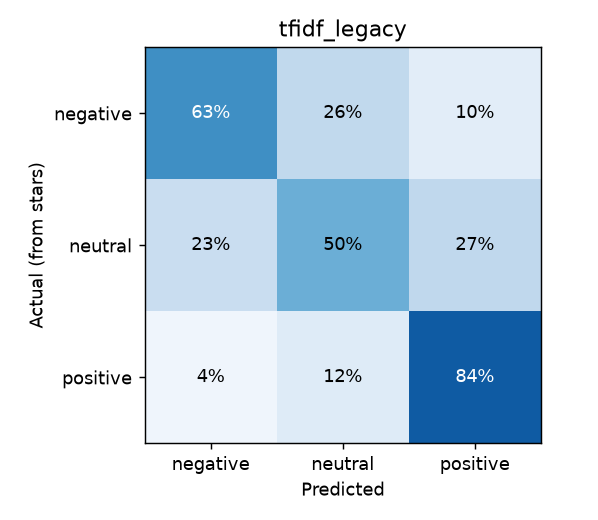 tfidf_legacy
Actual (from stars)
negative 63% 26% 10%
neutral 23% 50% 27%
positive 4% 12% 84%
negative neutral positive
Predicted